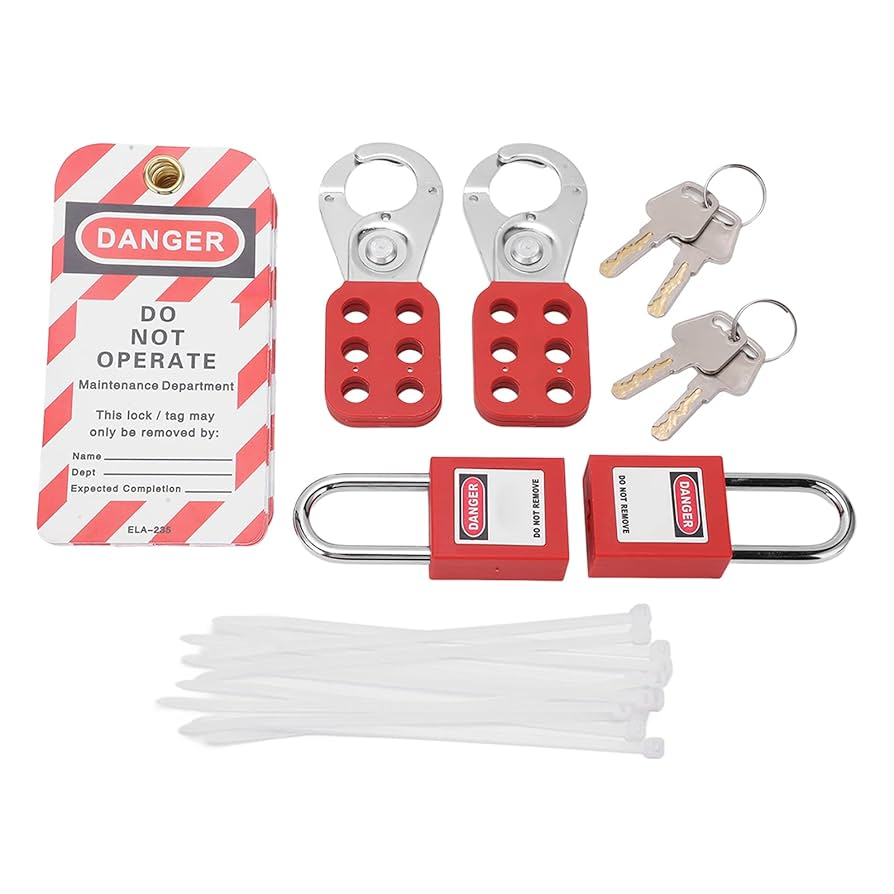 DANGER
DO
NOT
OPERATE
Maintenance Department
This lock / tag may
only be removed by:
Name
Dept
Expected Completion
ELA-235
DANGER
DO NOT REMOVE
DO NOT REMOVE
DANGER